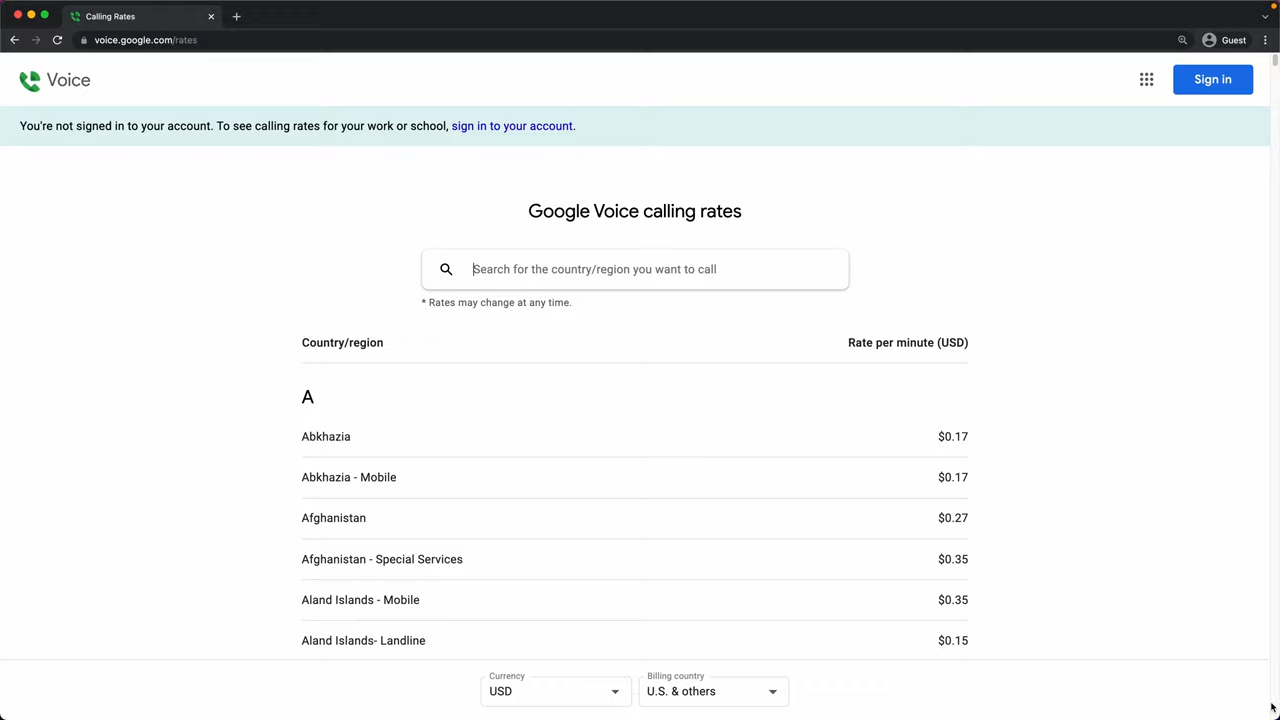 Calling Rates
voice.google.com/rates
Guest
Voice
Sign in
You're not signed in to your account. To see calling rates for your work or school, sign in to your account.
Google Voice calling rates
Search for the country/region you want to call
* Rates may change at any time.
Country/region Rate per minute (USD)
A
Abkhazia $0.17
Abkhazia - Mobile $0.17
Afghanistan $0.27
Afghanistan - Special Services $0.35
Aland Islands - Mobile $0.35
Aland Islands- Landline $0.15
Currency Billing country
USD U.S. & others